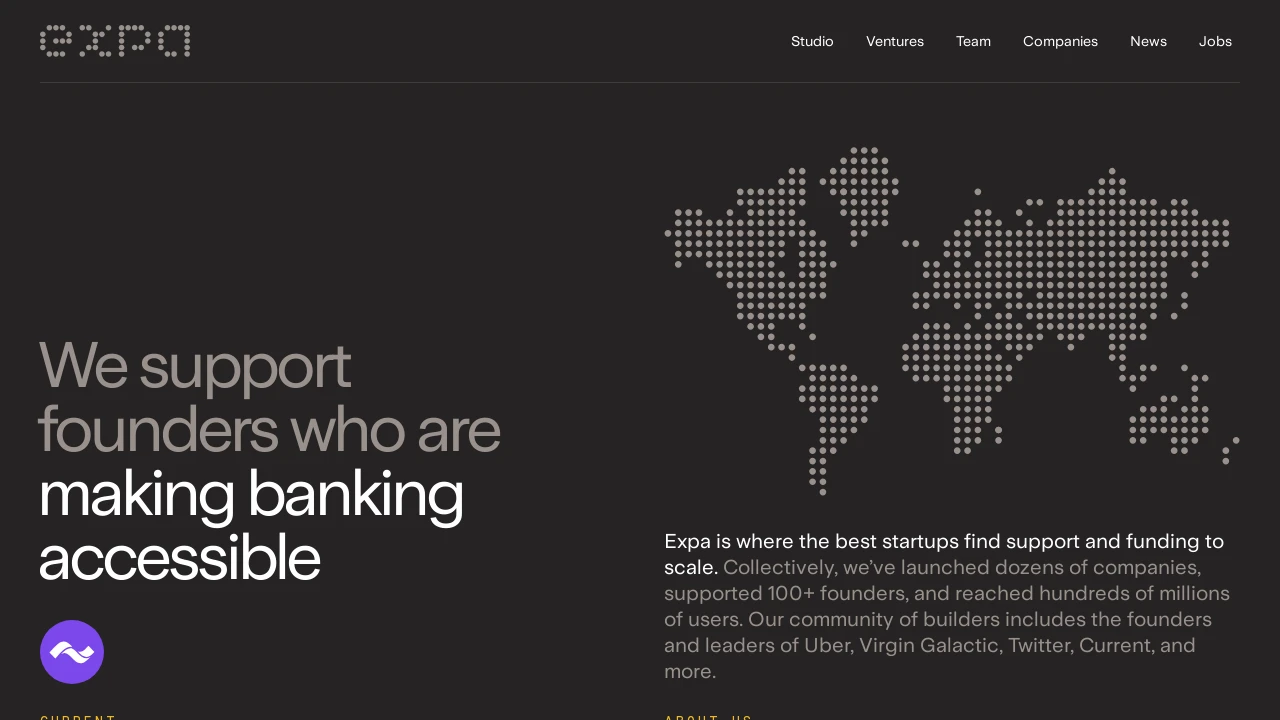 expa
Studio Ventures Team Companies News Jobs
We support
founders who are
making banking
accessible
Expa is where the best startups find support and funding to
scale. Collectively, we’ve launched dozens of companies,
supported 100+ founders, and reached hundreds of millions
of users. Our community of builders includes the founders
and leaders of Uber, Virgin Galactic, Twitter, Current, and
more.
CURRENT
ABOUT US